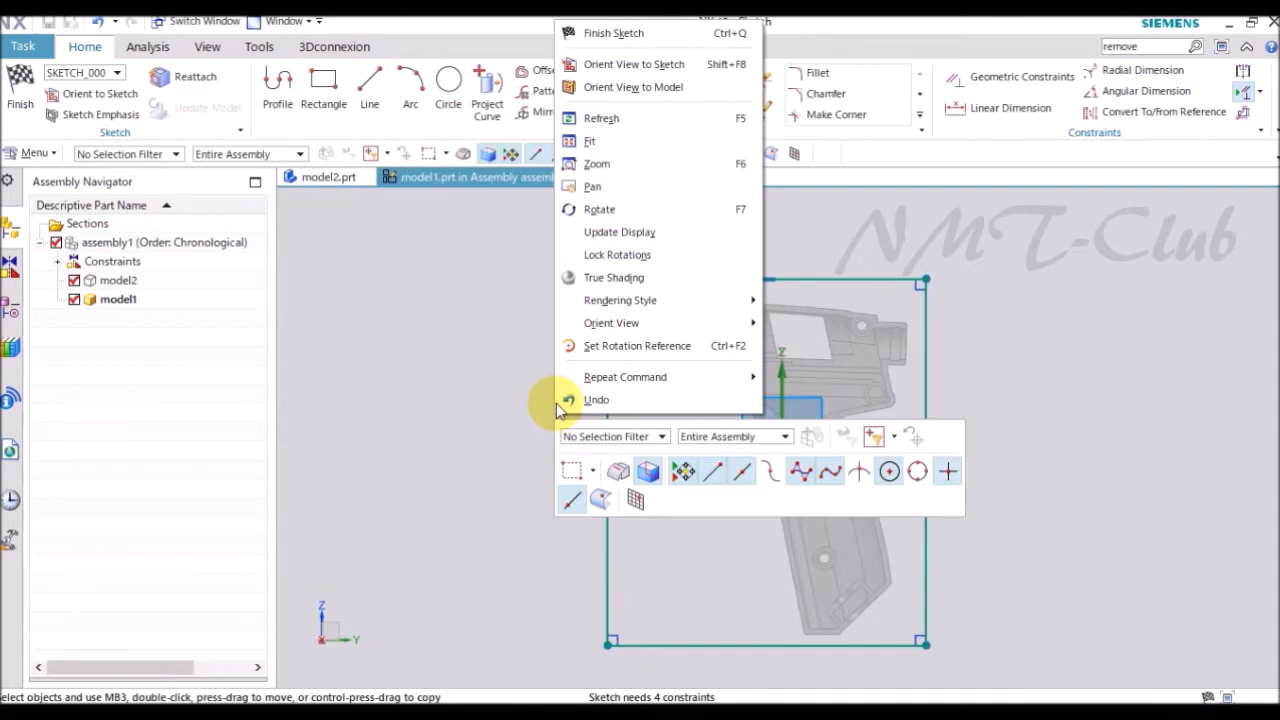 NX
Switch Window
Window
Sketch
SIEMENS
Task
Home
Analysis
View
Tools
3Dconnexion
remove
Finish
SKETCH_000
Orient to Sketch
Sketch Emphasis
Reattach
Update Model
Sketch
Profile
Rectangle
Line
Arc
Circle
Project
Curve
Offse
Patte
Mirr
Fillet
Chamfer
Make Corner
Geometric Constraints
Linear Dimension
Radial Dimension
Angular Dimension
Convert To/From Reference
Constraints
Menu
No Selection Filter
Entire Assembly
Assembly Navigator
model2.prt
model1.prt in Assembly assembl
Descriptive Part Name
Sections
assembly1 (Order: Chronological)
Constraints
model2
model1
Finish Sketch Ctrl+Q
Orient View to Sketch Shift+F8
Orient View to Model
Refresh F5
Fit
Zoom F6
Pan
Rotate F7
Update Display
Lock Rotations
True Shading
Rendering Style
Orient View
Set Rotation Reference Ctrl+F2
Repeat Command
Undo
No Selection Filter
Entire Assembly
NMT-Club
Z
Z
Y
Select objects and use MB3, double-click, press-drag to move, or control-press-drag to copy
Sketch needs 4 constraints